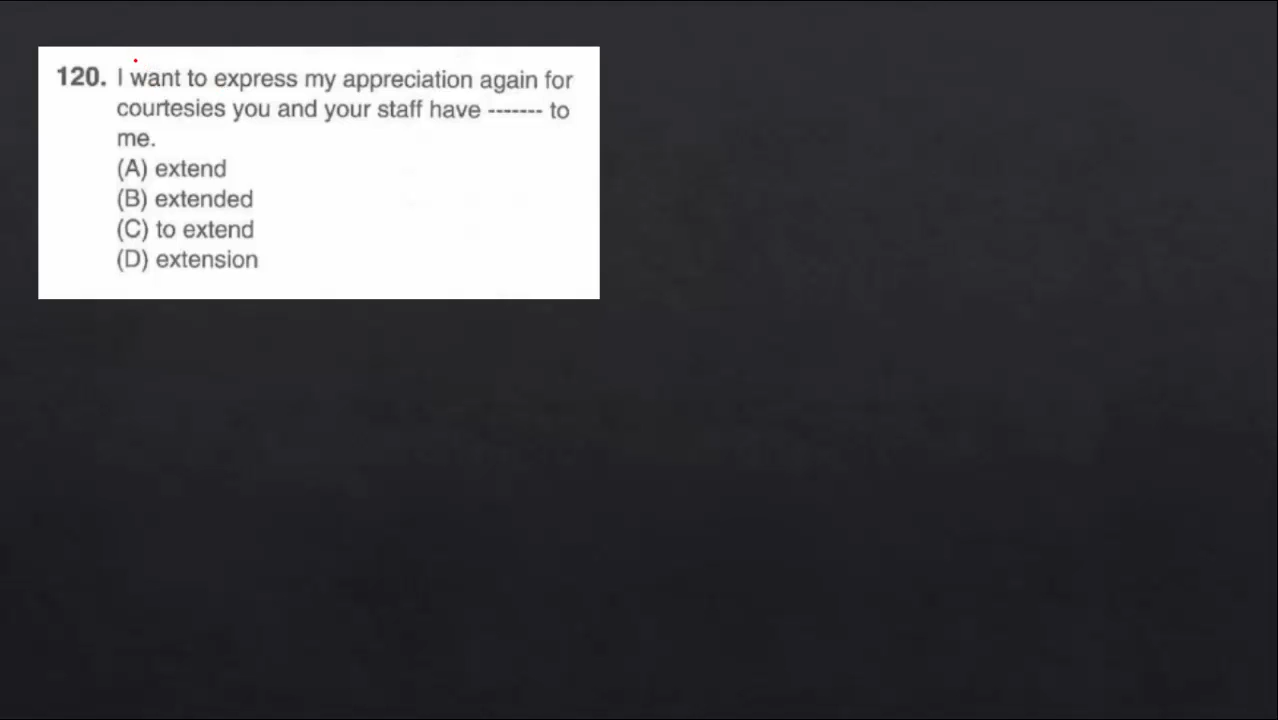 120. I want to express my appreciation again for
courtesies you and your staff have ------- to
me.
(A) extend
(B) extended
(C) to extend
(D) extension